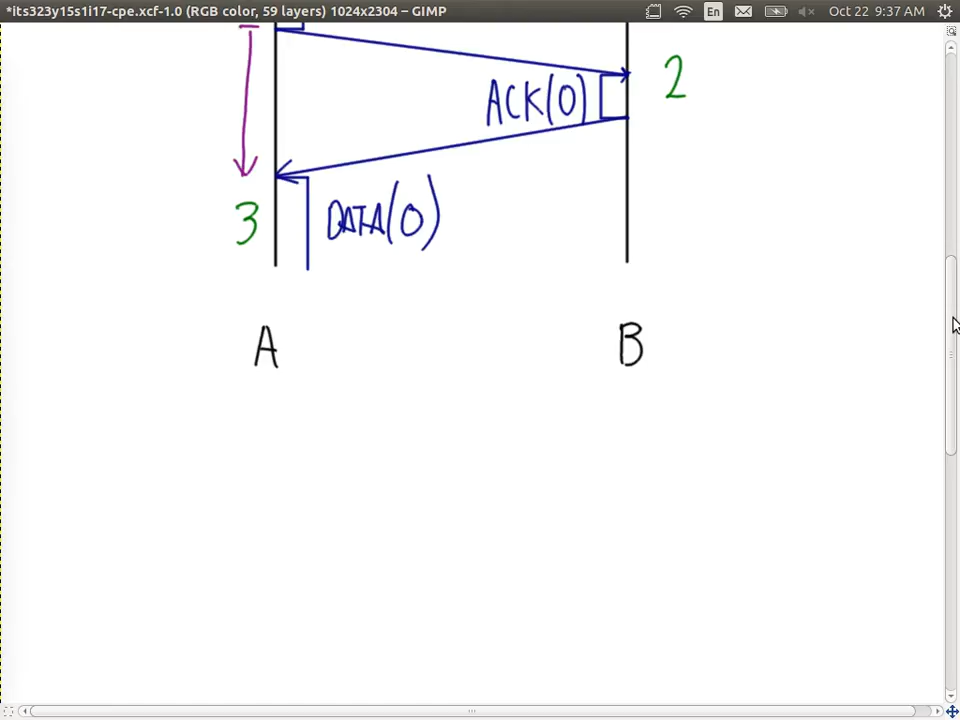 *its323y15s1i17-cpe.xcf-1.0 (RGB color, 59 layers) 1024x2304 – GIMP
En
Oct 22 9:37 AM
2
ACK(0)
3
DATA(0)
A
B